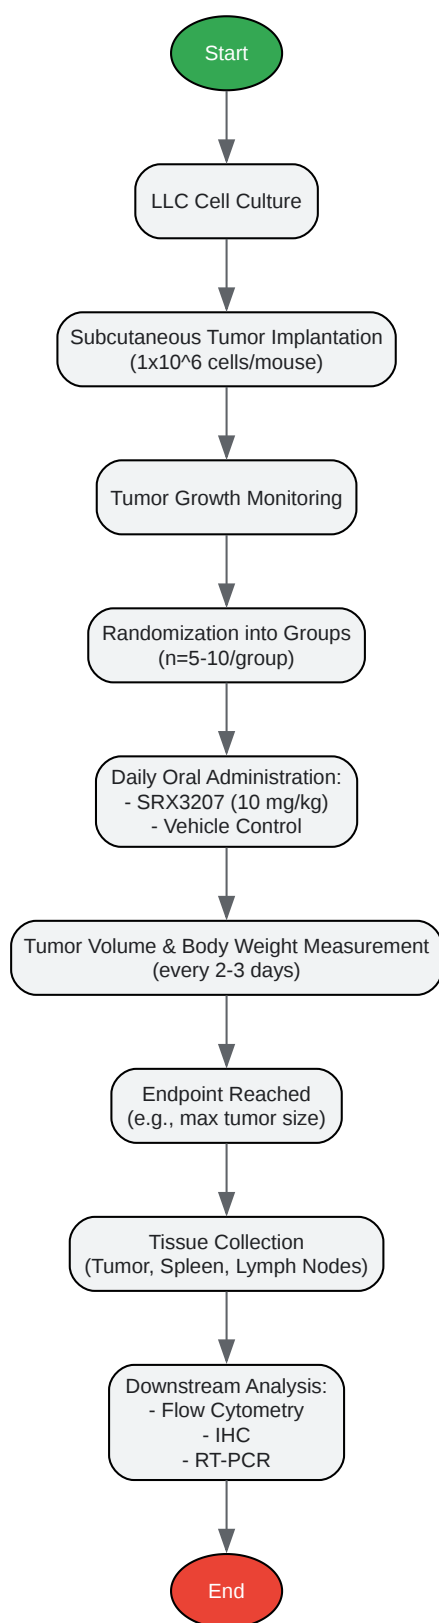 Start
LLC Cell Culture
Subcutaneous Tumor Implantation
(1x10^6 cells/mouse)
Tumor Growth Monitoring
Randomization into Groups
(n=5-10/group)
Daily Oral Administration:
- SRX3207 (10 mg/kg)
- Vehicle Control
Tumor Volume & Body Weight Measurement
(every 2-3 days)
Endpoint Reached
(e.g., max tumor size)
Tissue Collection
(Tumor, Spleen, Lymph Nodes)
Downstream Analysis:
- Flow Cytometry
- IHC
- RT-PCR
End